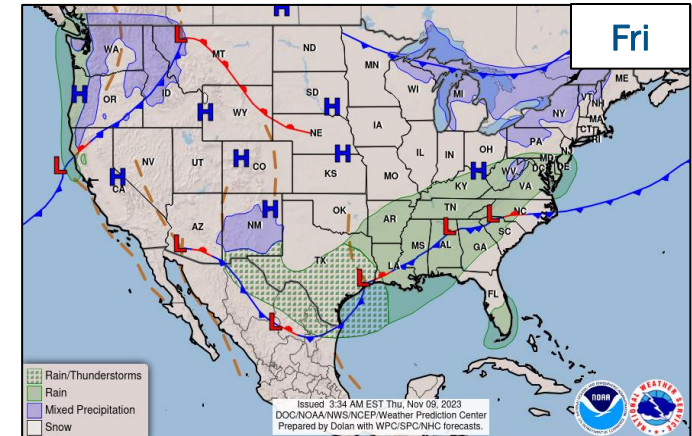 Fri
H
WA
L
MT
ND
MN
ME
OR
ID
H
WY
H
SD
H
WI
MI
NY
VT
NH
MA
CT
RI
NE
IA
PA
L
NV
H
CA
UT
H
CO
KS
H
MO
IL
IN
OH
H
WV
MD
DE
DC
VA
KY
AZ
L
NM
H
OK
AR
TN
L
NC
L
SC
TX
L
LA
MS
AL
GA
L
FL
Rain/Thunderstorms
Rain
Mixed Precipitation
Snow
Issued 3:34 AM EST Thu, Nov 09, 2023
DOC/NOAA/NWS/NCEP/Weather Prediction Center
Prepared by Dolan with WPC/SPC/NHC forecasts.
NOAA
NATIONAL WEATHER SERVICE